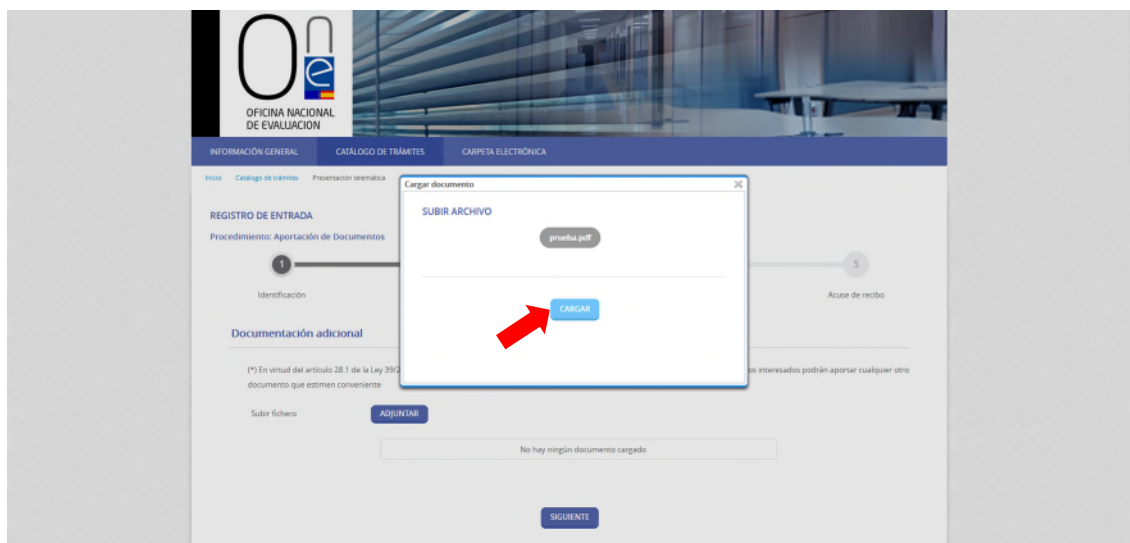 OFICINA NACIONAL
DE EVALUACION
INFORMACIÓN GENERAL CATÁLOGO DE TRÁMITES CARPETA ELECTRÓNICA
Inicio Catálogo de trámites Presentación telemática
Cargar documento
SUBIR ARCHIVO
prueba.pdf
CARGAR
REGISTRO DE ENTRADA
Procedimiento: Aportación de Documentos
1 5
Identificación Acuse de recibo
Documentación adicional
(*) En virtud del artículo 28.1 de la Ley 39/2 os interesados podrán aportar cualquier otro
documento que estimen conveniente
Subir fichero ADJUNTAR
No hay ningún documento cargado
SIGUIENTE